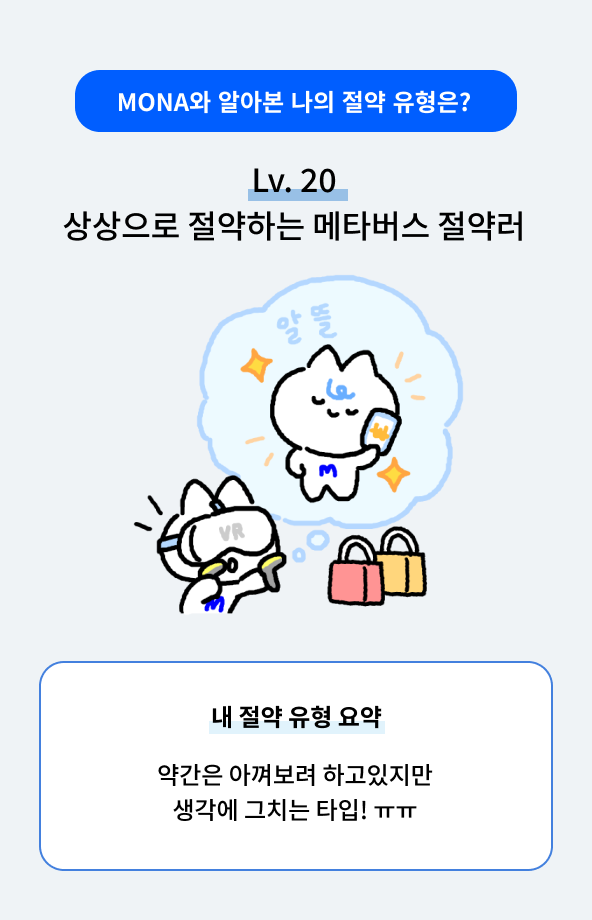 MONA와 알아본 나의 절약 유형은?
Lv. 20
상상으로 절약하는 메타버스 절약러
알뜰
M
VR
M
내 절약 유형 요약
약간은 아껴보려 하고있지만
생각에 그치는 타입! ㅠㅠ